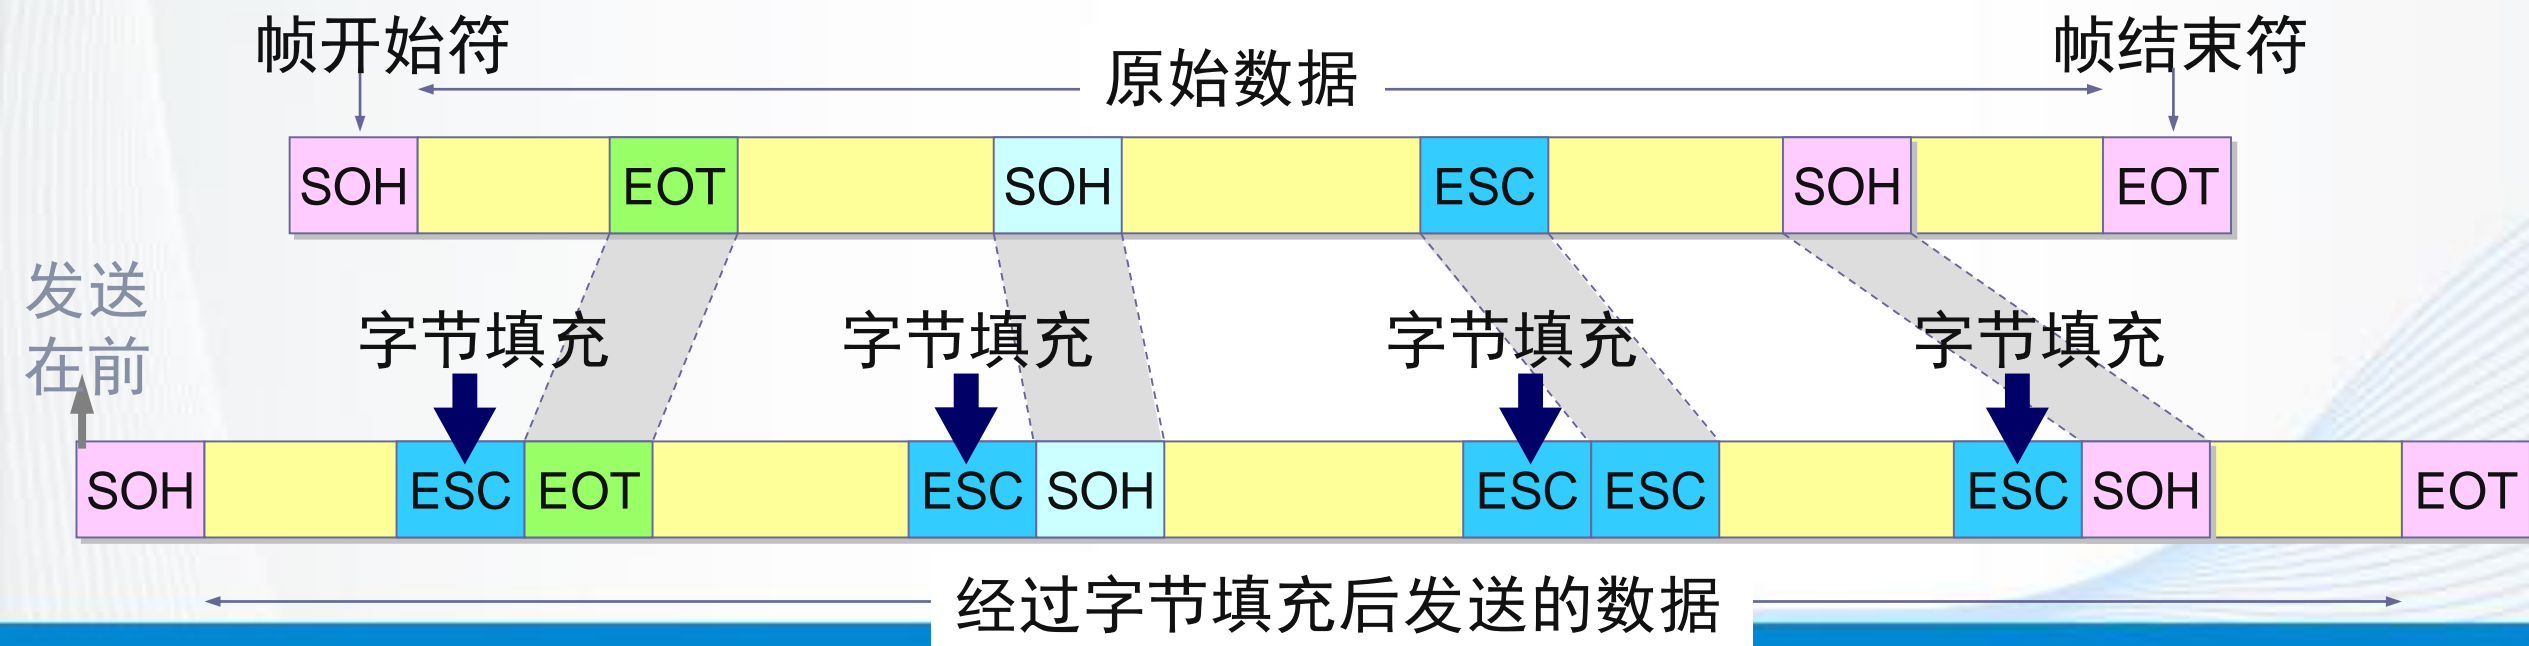 帧开始符
原始数据
帧结束符
SOH EOT SOH ESC SOH EOT
发送
在前
字节填充 字节填充 字节填充 字节填充
SOH ESC EOT ESC SOH ESC ESC ESC SOH EOT
经过字节填充后发送的数据